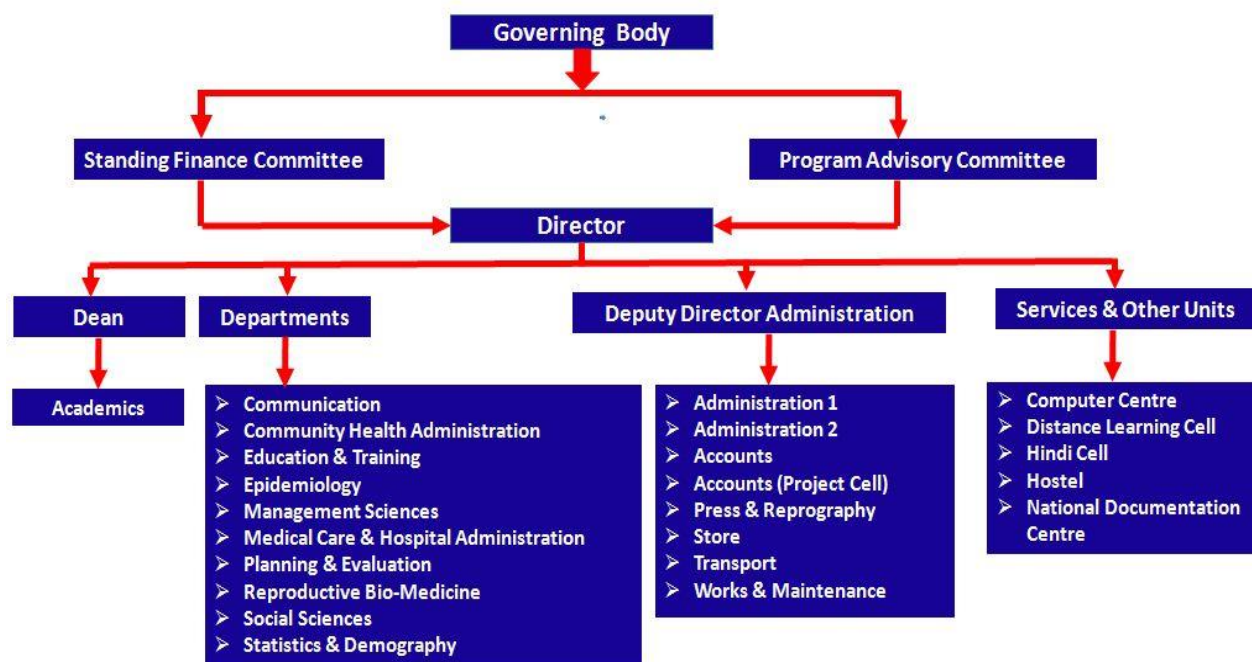 Governing Body
Standing Finance Committee
Program Advisory Committee
Director
Dean
Departments
Deputy Director Administration
Services & Other Units
Academics
➢ Communication
➢ Community Health Administration
➢ Education & Training
➢ Epidemiology
➢ Management Sciences
➢ Medical Care & Hospital Administration
➢ Planning & Evaluation
➢ Reproductive Bio-Medicine
➢ Social Sciences
➢ Statistics & Demography
➢ Administration 1
➢ Administration 2
➢ Accounts
➢ Accounts (Project Cell)
➢ Press & Reprography
➢ Store
➢ Transport
➢ Works & Maintenance
➢ Computer Centre
➢ Distance Learning Cell
➢ Hindi Cell
➢ Hostel
➢ National Documentation
Centre